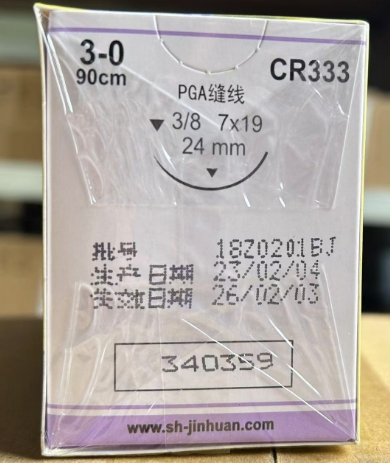 3-0
90cm
CR333
PGA缝线
3/8 7x19
24 mm
批号 18Z0201BJ
生产日期 23/02/04
失效日期 26/02/03
340359
www.sh-jinhuan.com